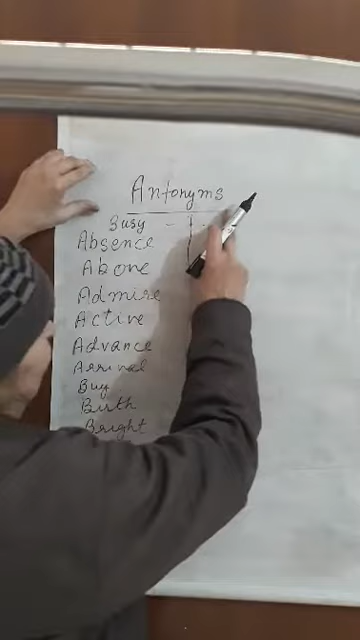 Antonyms
Busy
Absence
Above
Admire
Active
Advance
Arrival
Buy
Birth
Bright